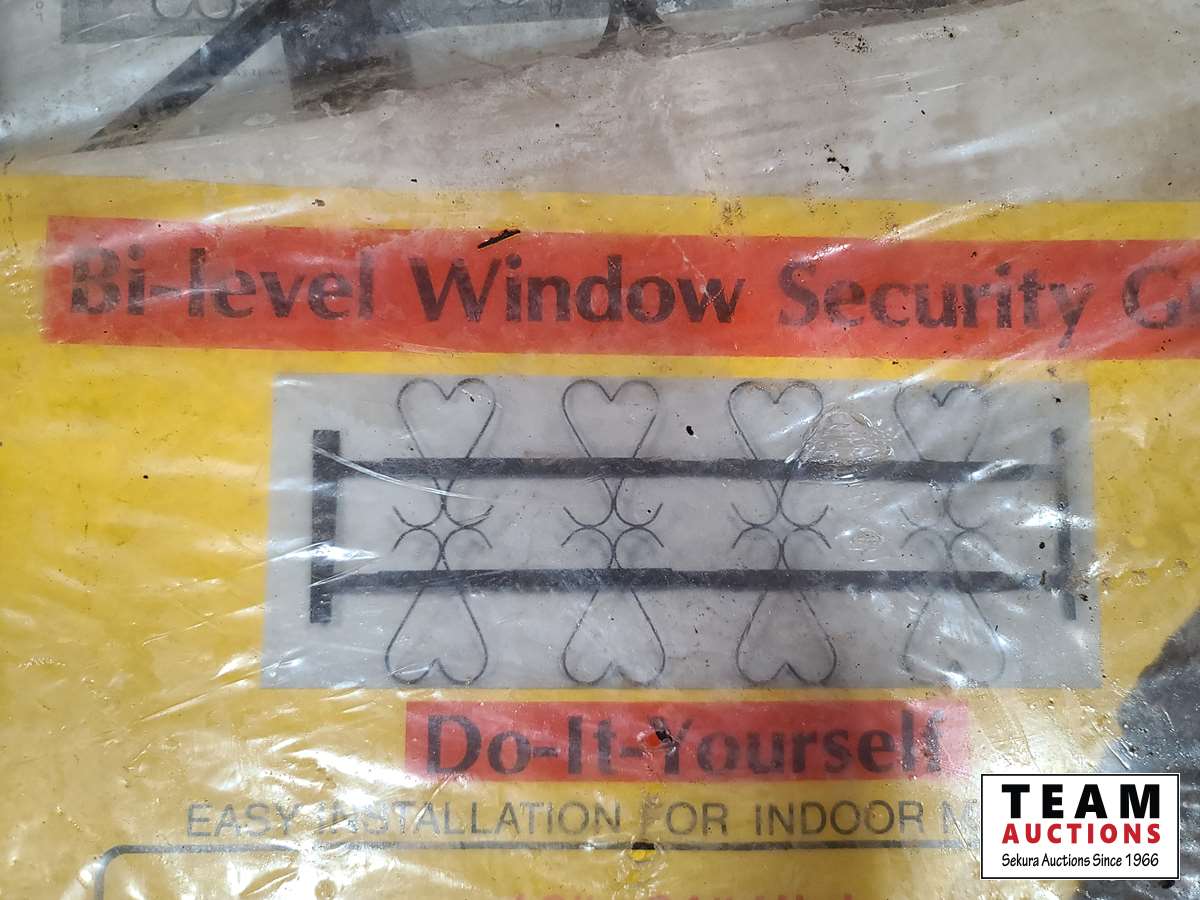 Bi-level Window Security G
Do-It-Yourself
EASY INSTALLATION FOR INDOOR M
TEAM
AUCTIONS
Sekura Auctions Since 1966